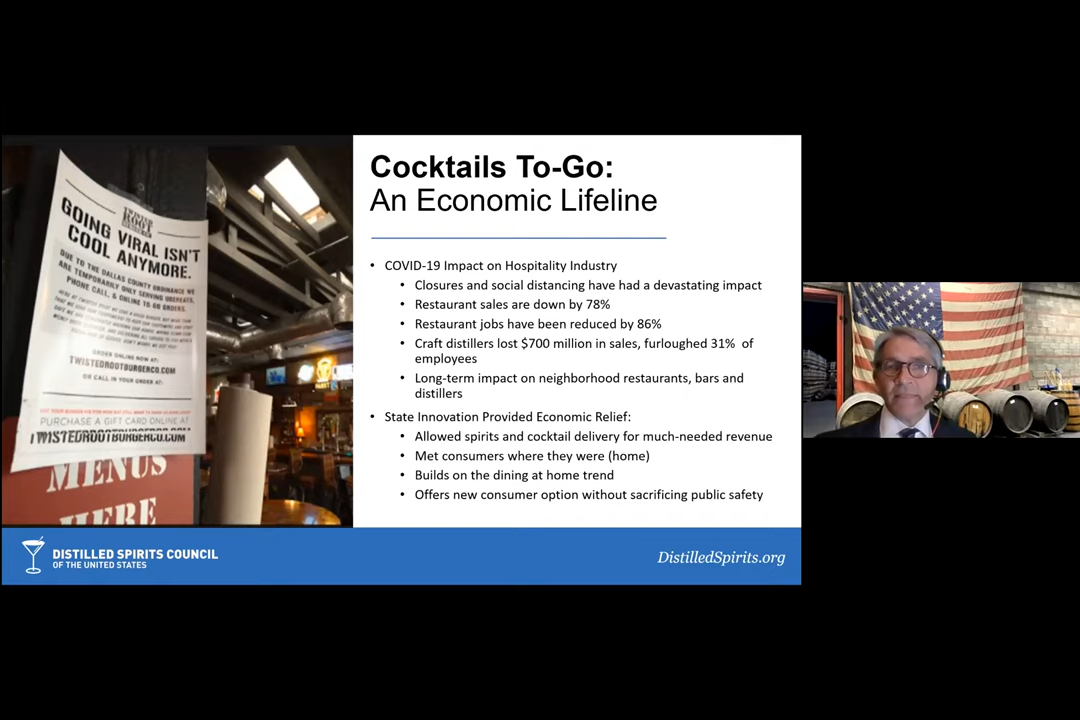 TWISTED
ROOT
GOING VIRAL ISN'T
COOL ANYMORE.
DUE TO THE DALLAS COUNTY ORDINANCE WE
ARE TEMPORARILY ONLY SERVING UBEREATS,
PHONE CALL, & ONLINE TO GO ORDERS.
ORDER ONLINE NOW AT:
TWISTEDROOTBURGERCO.COM
OR CALL IN YOUR ORDER AT:
PURCHASE A GIFT CARD ONLINE AT
TWISTEDROOTBURGERCO.COM
MENUS
HERE
Cocktails To-Go:
An Economic Lifeline
• COVID-19 Impact on Hospitality Industry
• Closures and social distancing have had a devastating impact
• Restaurant sales are down by 78%
• Restaurant jobs have been reduced by 86%
• Craft distillers lost $700 million in sales, furloughed 31% of
employees
• Long-term impact on neighborhood restaurants, bars and
distillers
• State Innovation Provided Economic Relief:
• Allowed spirits and cocktail delivery for much-needed revenue
• Met consumers where they were (home)
• Builds on the dining at home trend
• Offers new consumer option without sacrificing public safety
DISTILLED SPIRITS COUNCIL
OF THE UNITED STATES
DistilledSpirits.org